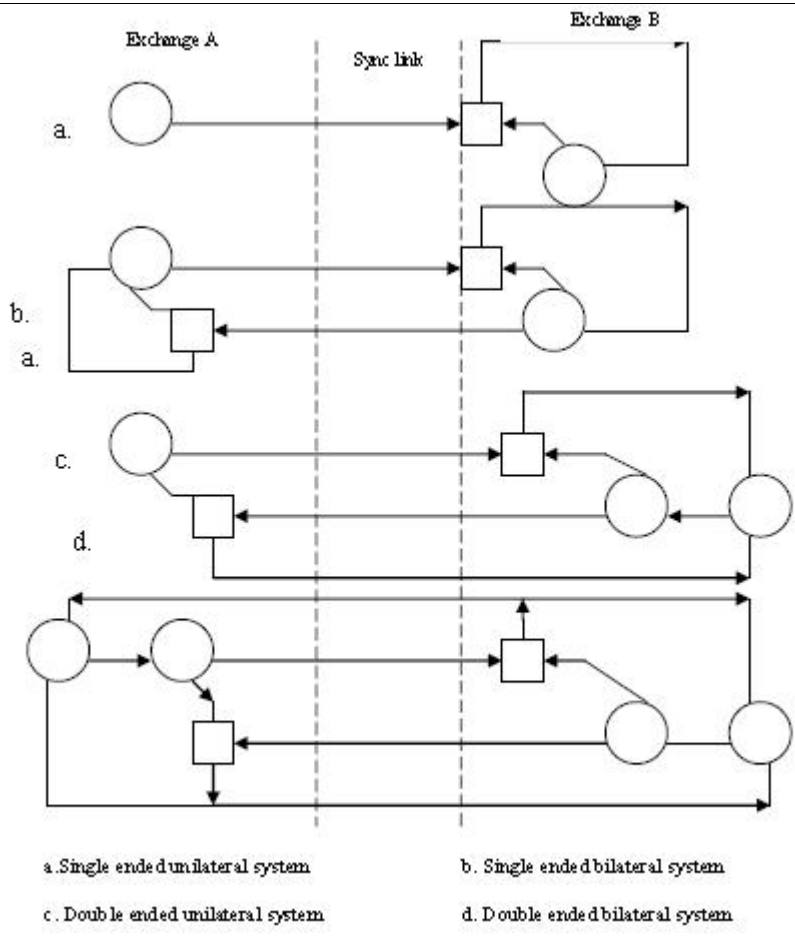 Exchange A
Sync link
Exchange B
a.
b.
a.
c.
d.
a.Single ended unilateral system
b. Single ended bilateral system
c. Double ended unilateral system
d. Double ended bilateral system